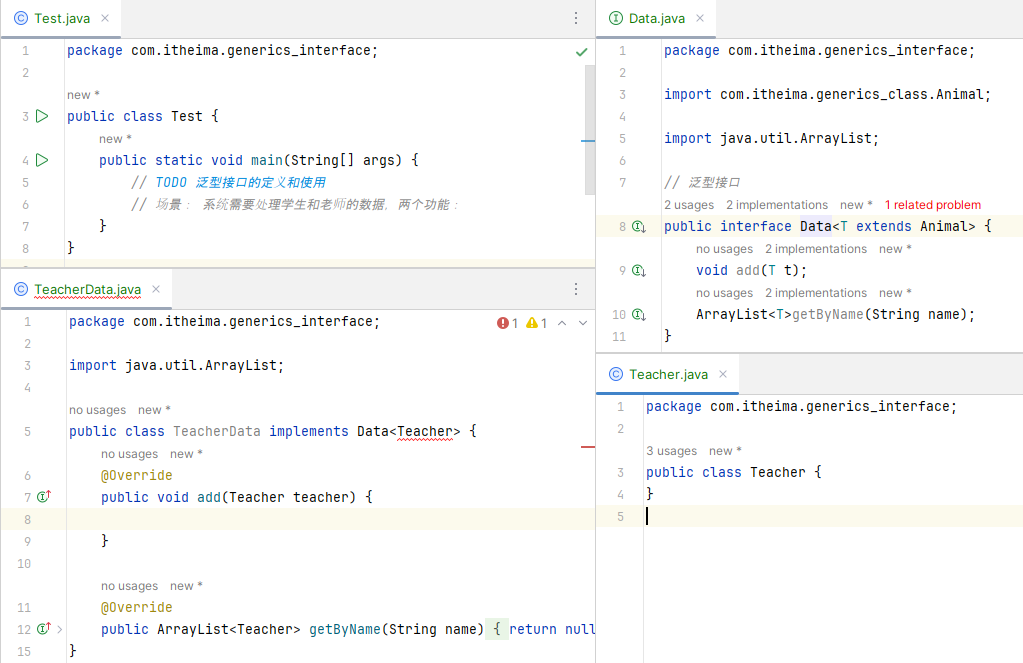 Test.java
1 package com.itheima.generics_interface;
2
new *
3 public class Test {
new *
4 public static void main(String[] args) {
5 // TODO 泛型接口的定义和使用
6 // 场景：系统需要处理学生和老师的数据，两个功能：
7 }
8 }
TeacherData.java
1 package com.itheima.generics_interface;
1 1
2
3 import java.util.ArrayList;
4
no usages new *
5 public class TeacherData implements Data<Teacher> {
no usages new *
6 @Override
7 public void add(Teacher teacher) {
8
9 }
10
no usages new *
11 @Override
12 public ArrayList<Teacher> getByName(String name) { return null
15 }
Data.java
1 package com.itheima.generics_interface;
2
3 import com.itheima.generics_class.Animal;
4
5 import java.util.ArrayList;
6
7 // 泛型接口
2 usages 2 implementations new * 1 related problem
8 public interface Data<T extends Animal> {
no usages 2 implementations new *
9 void add(T t);
no usages 2 implementations new *
10 ArrayList<T>getByName(String name);
11 }
Teacher.java
1 package com.itheima.generics_interface;
2
3 usages new *
3 public class Teacher {
4 }
5